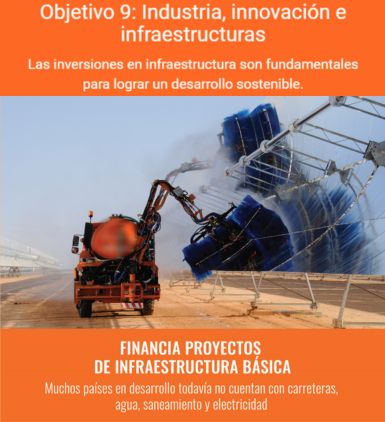 Objetivo 9: Industria, innovación e
infraestructuras
Las inversiones en infraestructura son fundamentales
para lograr un desarrollo sostenible.
FINANCIA PROYECTOS
DE INFRAESTRUCTURA BÁSICA
Muchos países en desarrollo todavía no cuentan con carreteras,
agua, saneamiento y electricidad